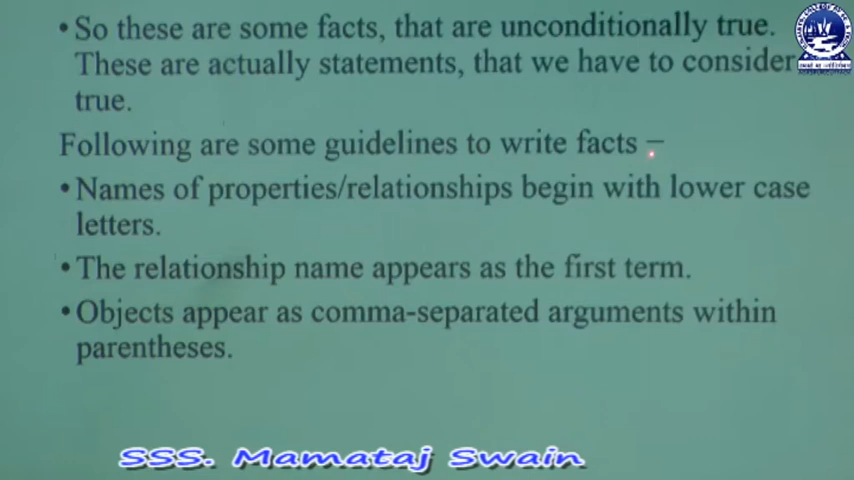 • So these are some facts, that are unconditionally true.
These are actually statements, that we have to consider
true.
Following are some guidelines to write facts –
• Names of properties/relationships begin with lower case
letters.
• The relationship name appears as the first term.
• Objects appear as comma-separated arguments within
parentheses.
SSS. Mamataj Swain